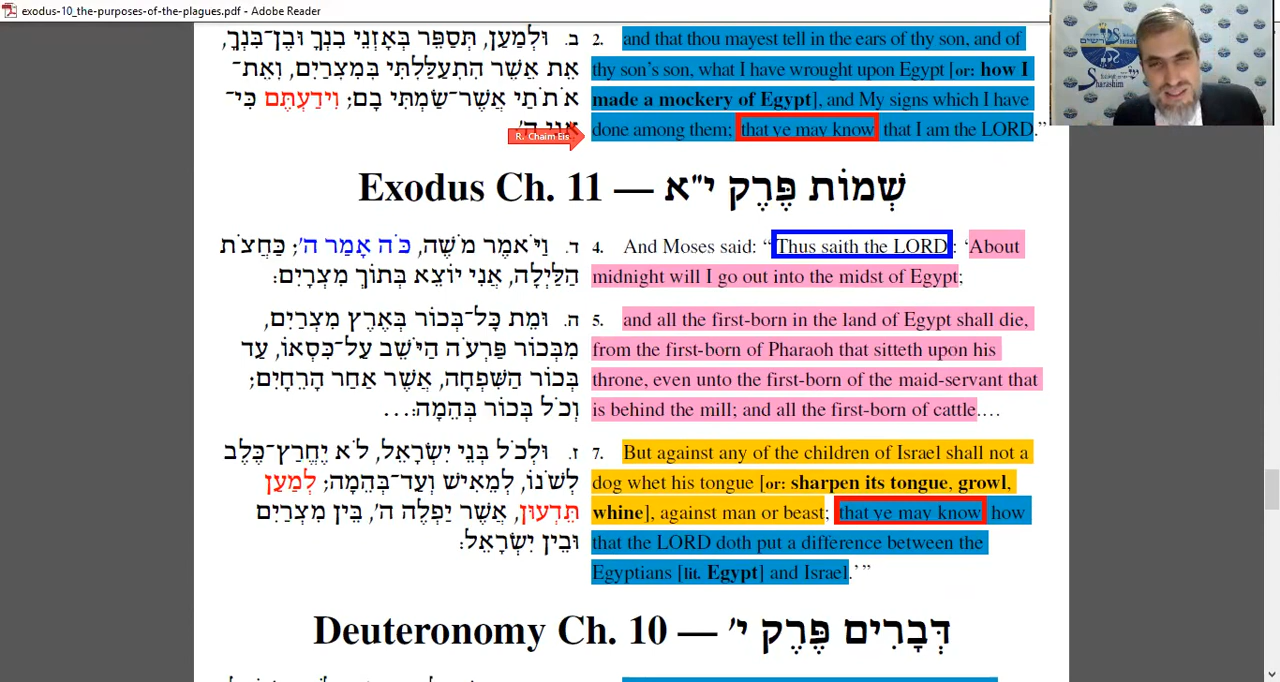 exodus-10_the-purposes-of-the-plagues.pdf - Adobe Reader
ב. וּלְמַעַן, תְּסַפֵּר בְּאָזְנֵי בִנְךָ וּבֶן־בִּנְךָ,
אֵת אֲשֶׁר הִתְעַלַּלְתִּי בְּמִצְרַיִם, וְאֶת־
אֹתֹתַי אֲשֶׁר־שַׂמְתִּי בָם; וִידַעְתֶּם כִּי־
אֲנִי ה'.
2. and that thou mayest tell in the ears of thy son, and of
thy son's son, what I have wrought upon Egypt [or: how I
made a mockery of Egypt], and My signs which I have
done among them; that ye may know that I am the LORD."
R. Chaim Eis
Exodus Ch. 11 — שְׁמוֹת פֶּרֶק י"א
ד. וַיֹּאמֶר מֹשֶׁה, כֹּה אָמַר ה'; כַּחֲצֹת
הַלַּיְלָה, אֲנִי יוֹצֵא בְּתוֹךְ מִצְרָיִם:
4. And Moses said: "Thus saith the LORD: 'About
midnight will I go out into the midst of Egypt;
ה. וּמֵת כָּל־בְּכוֹר בְּאֶרֶץ מִצְרַיִם,
מִבְּכוֹר פַּרְעֹה הַיֹּשֵׁב עַל־כִּסְאוֹ, עַד
בְּכוֹר הַשִּׁפְחָה, אֲשֶׁר אַחַר הָרֵחָיִם;
וְכֹל בְּכוֹר בְּהֵמָה:...
5. and all the first-born in the land of Egypt shall die,
from the first-born of Pharaoh that sitteth upon his
throne, even unto the first-born of the maid-servant that
is behind the mill; and all the first-born of cattle....
ז. וּלְכֹל בְּנֵי יִשְׂרָאֵל, לֹא יֶחֱרַץ־כֶּלֶב
לְשֹׁנוֹ, לְמֵאִישׁ וְעַד־בְּהֵמָה; לְמַעַן
תֵּדְעוּן, אֲשֶׁר יַפְלֶה ה', בֵּין מִצְרַיִם
וּבֵין יִשְׂרָאֵל:
7. But against any of the children of Israel shall not a
dog whet his tongue [or: sharpen its tongue, growl,
whine], against man or beast; that ye may know how
that the LORD doth put a difference between the
Egyptians [lit. Egypt] and Israel.'"
Deuteronomy Ch. 10 — דְּבָרִים פֶּרֶק י'